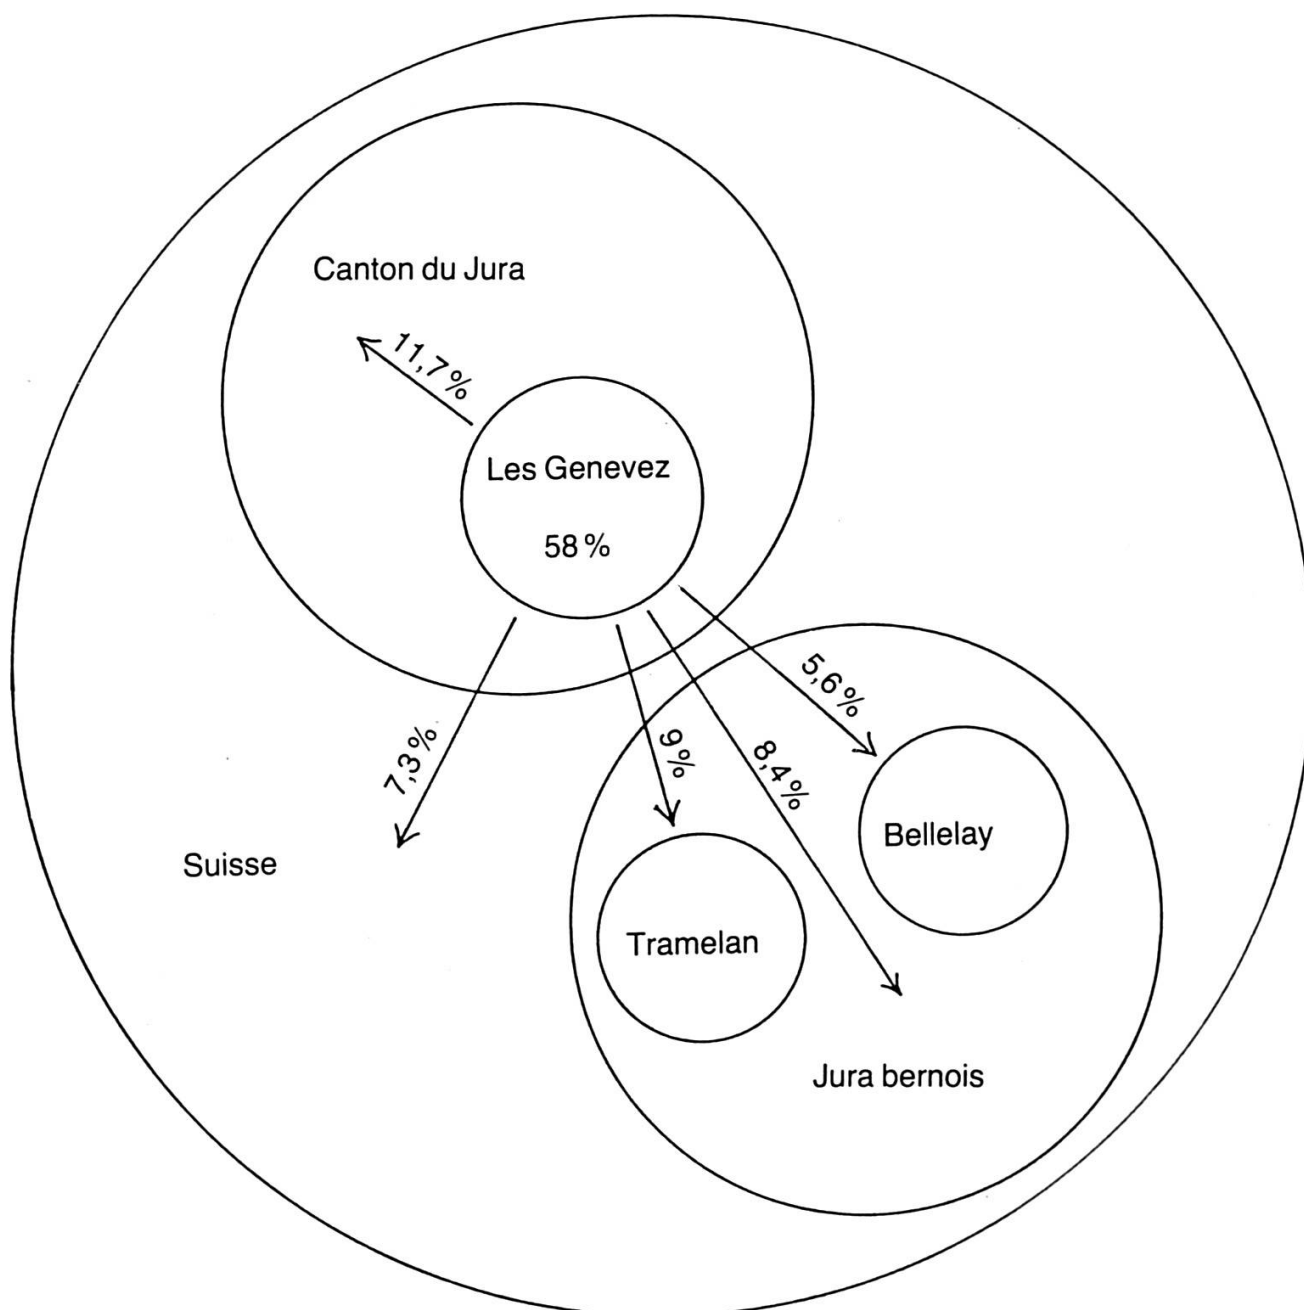 Canton du Jura
11,7%
Les Genevez
58%
5,6%
9%
8,4%
7,3%
Bellelay
Suisse
Tramelan
Jura bernois